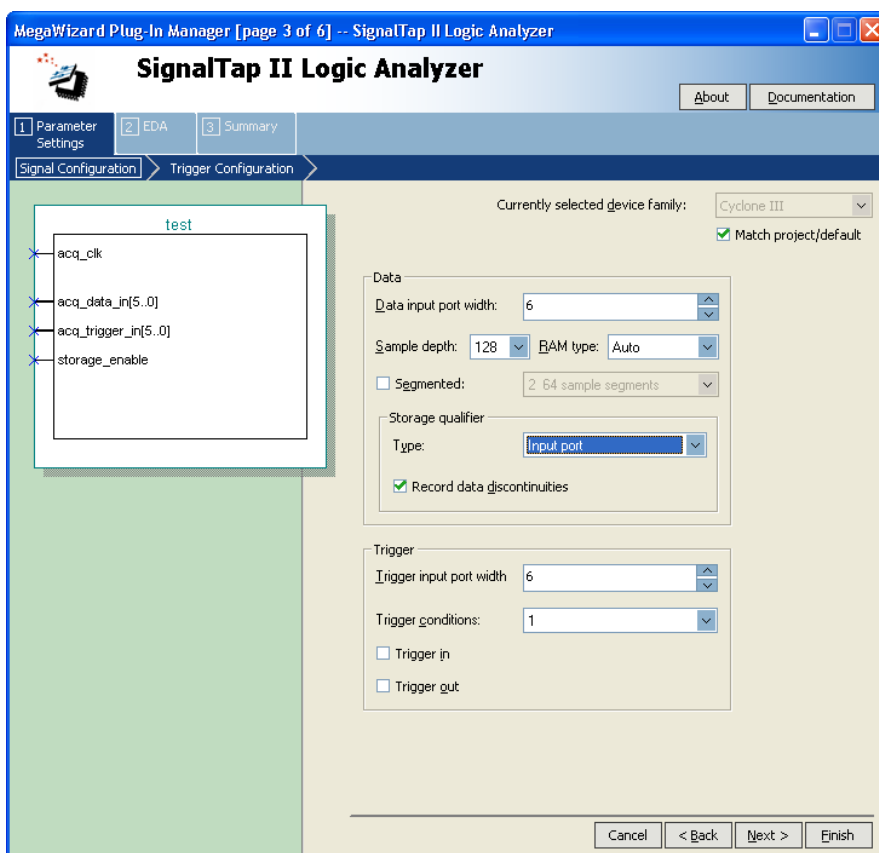 MegaWizard Plug-In Manager [page 3 of 6] -- SignalTap II Logic Analyzer
SignalTap II Logic Analyzer
About
Documentation
1 Parameter Settings
2 EDA
3 Summary
Signal Configuration
Trigger Configuration
Currently selected device family:
Cyclone III
Match project/default
test
acq_clk
acq_data_in[5..0]
acq_trigger_in[5..0]
storage_enable
Data
Data input port width: 6
Sample depth: 128 RAM type: Auto
Segmented: 2 64 sample segments
Storage qualifier
Type: Input port
Record data discontinuities
Trigger
Trigger input port width 6
Trigger conditions: 1
Trigger in
Trigger out
Cancel
< Back
Next >
Finish